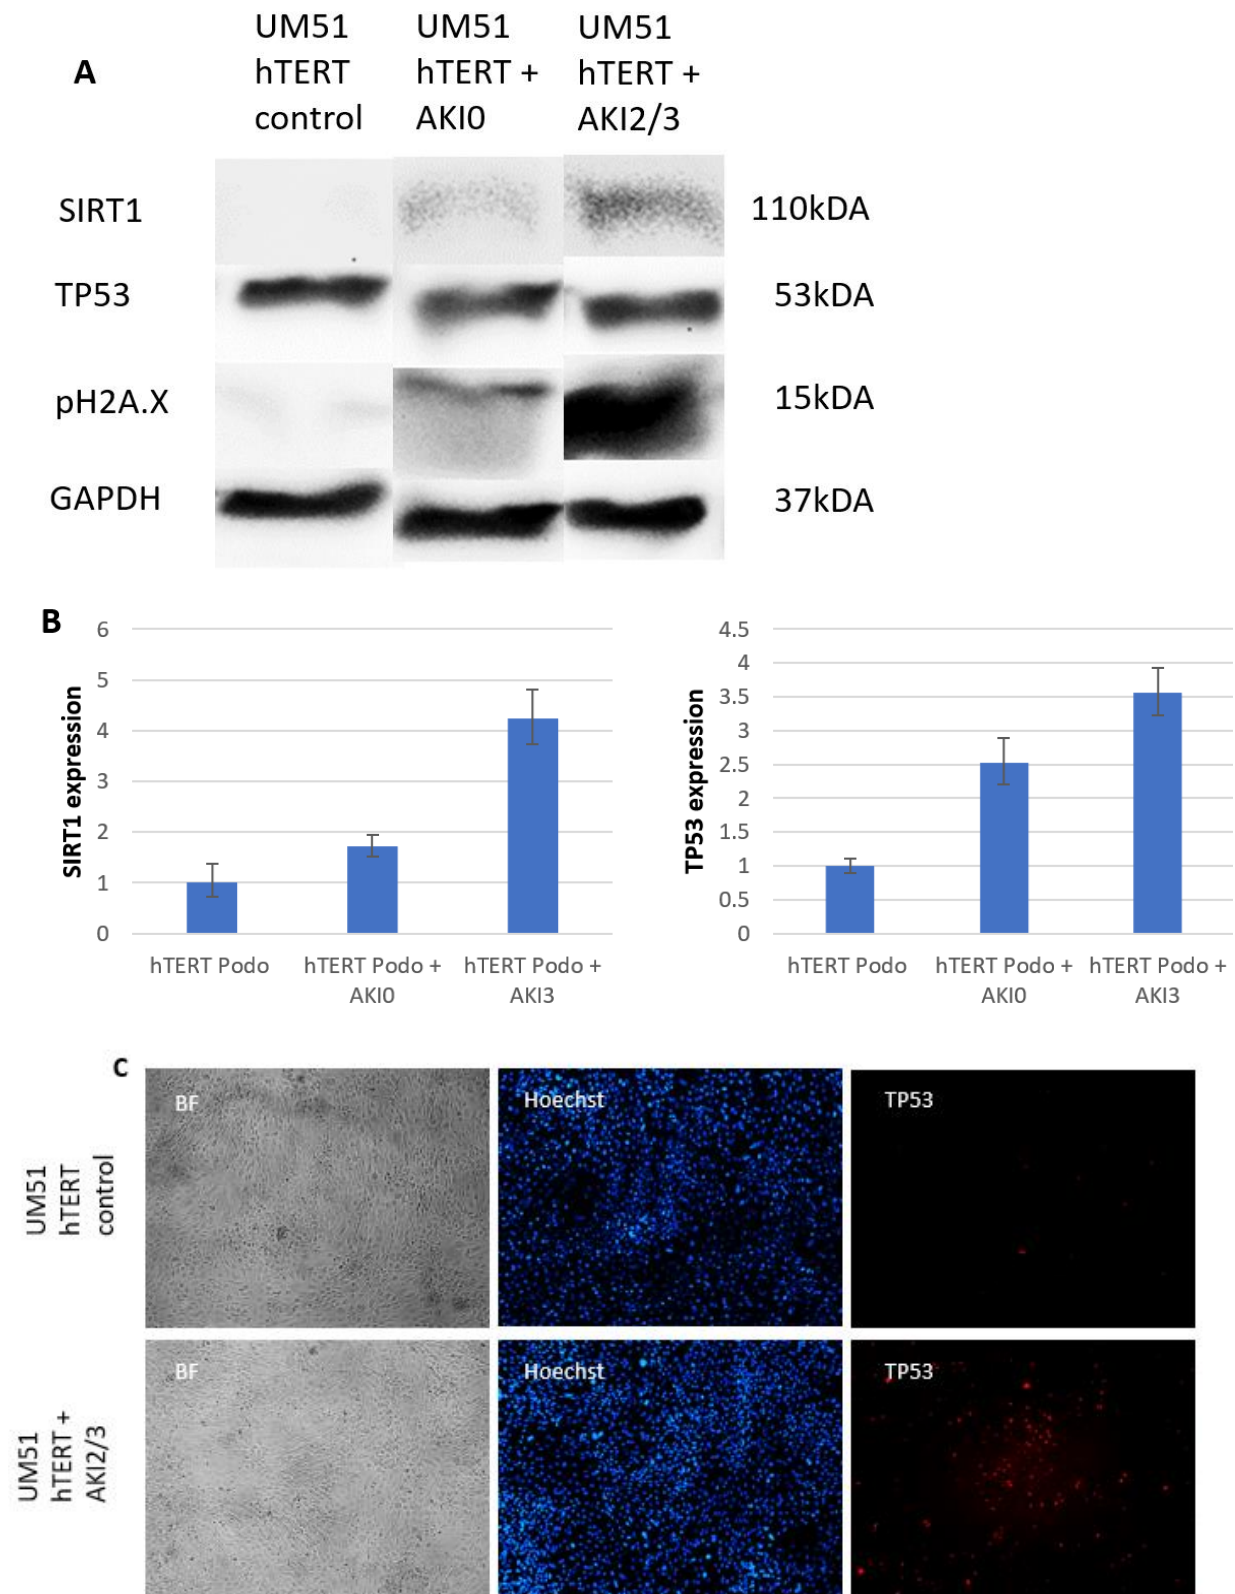 A
UM51
hTERT
control
UM51
hTERT +
AKI0
UM51
hTERT +
AKI2/3
SIRT1
110kDA
TP53
53kDA
pH2A.X
15kDA
GAPDH
37kDA
B
SIRT1 expression
6
5
4
3
2
1
0
hTERT Podo
hTERT Podo +
AKI0
hTERT Podo +
AKI3
TP53 expression
4.5
4
3.5
3
2.5
2
1.5
1
0.5
0
hTERT Podo
hTERT Podo +
AKI0
hTERT Podo +
AKI3
C
UM51
hTERT
control
BF
Hoechst
TP53
UM51
hTERT +
AKI2/3
BF
Hoechst
TP53